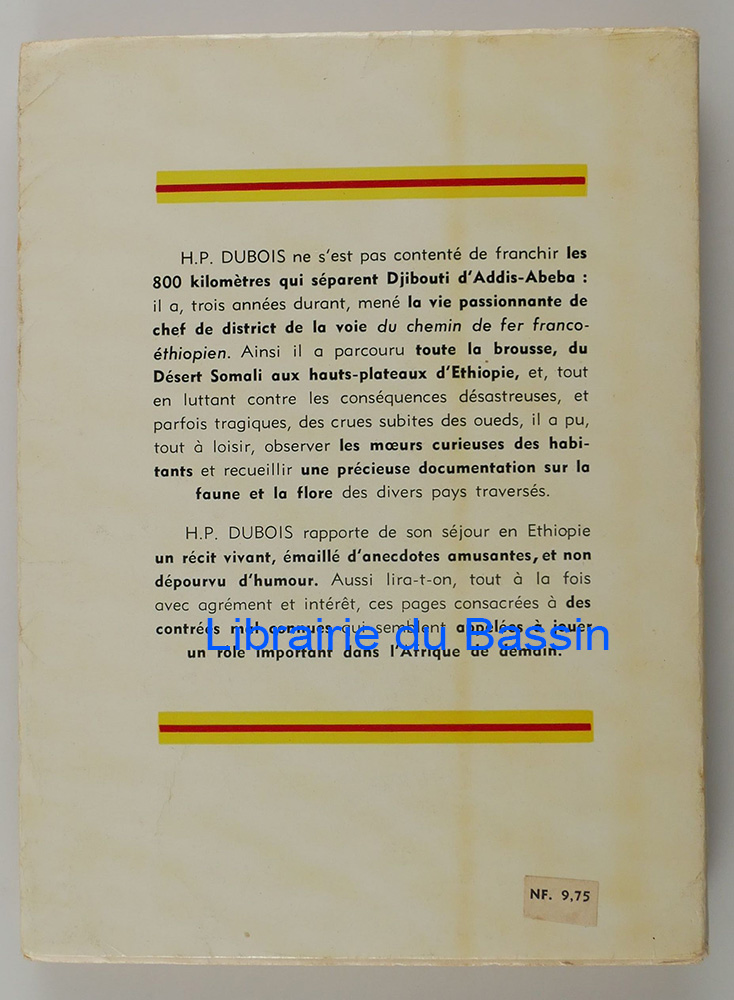 H.P. DUBOIS ne s'est pas contenté de franchir les
800 kilomètres qui séparent Djibouti d'Addis-Abeba :
il a, trois années durant, mené la vie passionnante de
chef de district de la voie du chemin de fer franco-
éthiopien. Ainsi il a parcouru toute la brousse, du
Désert Somali aux hauts-plateaux d'Ethiopie, et, tout
en luttant contre les conséquences désastreuses, et
parfois tragiques, des crues subites des oueds, il a pu,
tout à loisir, observer les mœurs curieuses des habi-
tants et recueillir une précieuse documentation sur la
faune et la flore des divers pays traversés.
H.P. DUBOIS rapporte de son séjour en Ethiopie
un récit vivant, émaillé d'anecdotes amusantes, et non
dépourvu d'humour. Aussi lira-t-on, tout à la fois
avec agrément et intérêt, ces pages consacrées à des
contrées mal connues qui semblent appelées à jouer
Librairie du Bassin
un rôle important dans l'Afrique de demain.
NF. 9,75